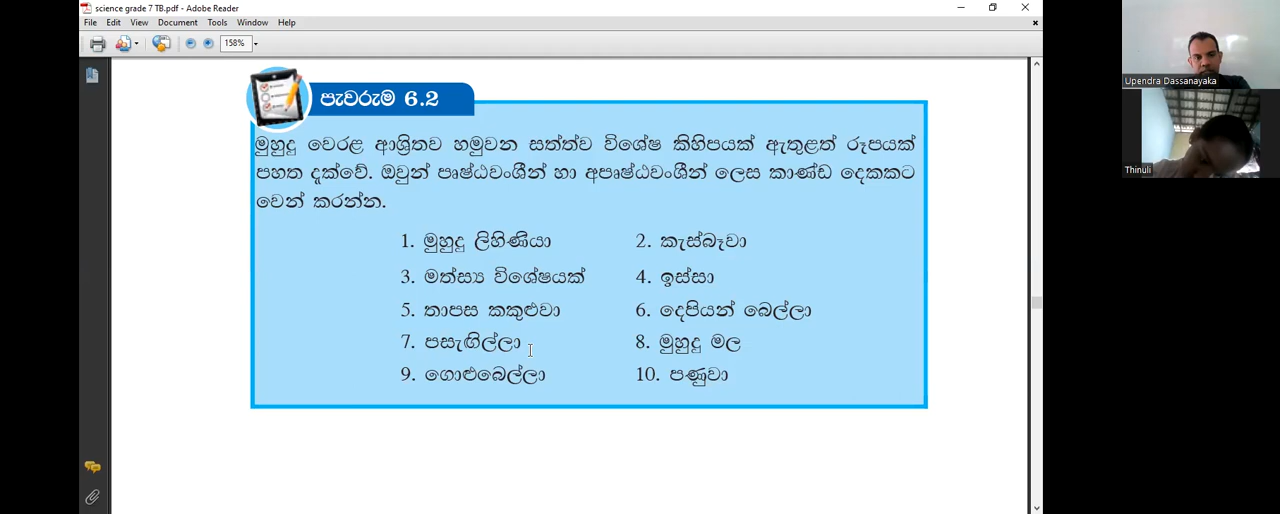 science grade 7 TB.pdf - Adobe Reader
File Edit View Document Tools Window Help
158%
පැවරුම 6.2
මුහුදු වෙරළ ආශ්‍රිතව හමුවන සත්ත්ව විශේෂ කිහිපයක් ඇතුළත් රූපයක්
පහත දැක්වේ. ඔවුන් පෘෂ්ඨවංශීන් හා අපෘෂ්ඨවංශීන් ලෙස කාණ්ඩ දෙකකට
වෙන් කරන්න.
1. මුහුදු ලිහිණියා 2. කැස්බෑවා
3. මත්ස්‍ය විශේෂයක් 4. ඉස්සා
5. තාපස කකුළුවා 6. දෙපියන් බෙල්ලා
7. පසැඟිල්ලා 8. මුහුදු මල
9. ගොළුබෙල්ලා 10. පණුවා
Upendra Dassanayaka
Thinuli